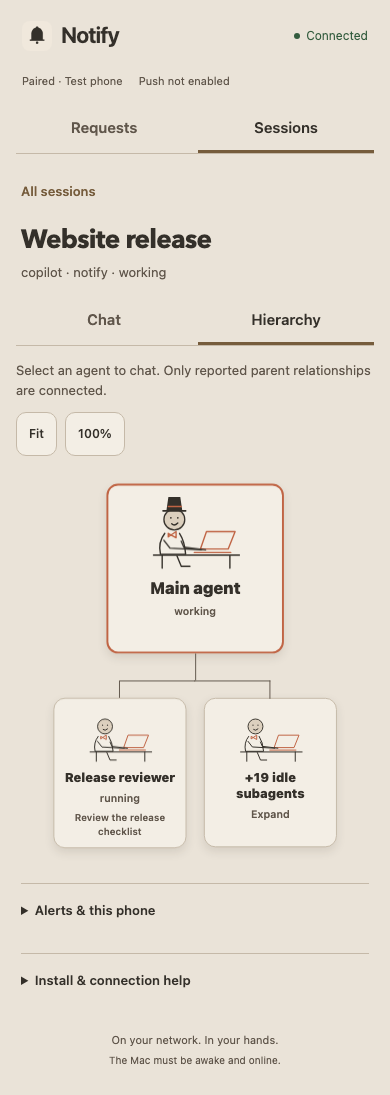 Notify
Connected
Paired · Test phone Push not enabled
Requests Sessions
All sessions
Website release
copilot · notify · working
Chat Hierarchy
Select an agent to chat. Only reported parent relationships
are connected.
Fit 100%
Main agent
working
Release reviewer
running
Review the release
checklist
+19 idle
subagents
Expand
Alerts & this phone
Install & connection help
On your network. In your hands.
The Mac must be awake and online.